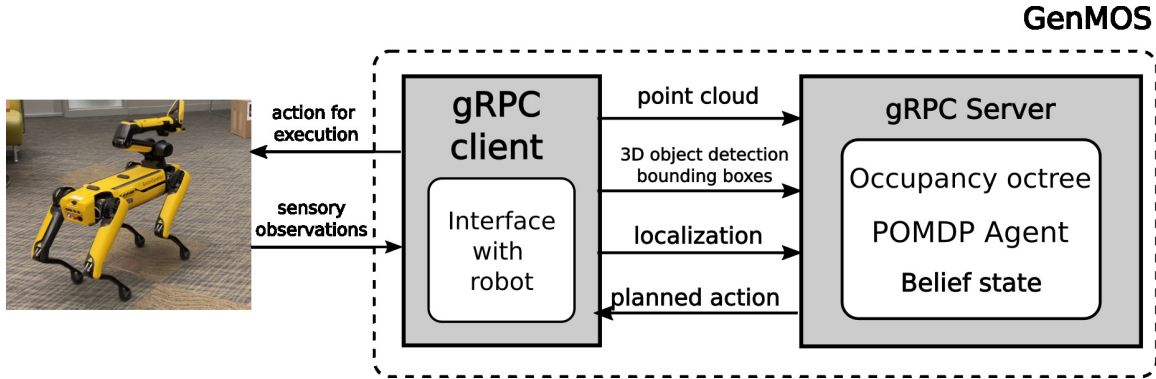 GenMOS
action for
execution
sensory
observations
gRPC
client
Interface
with
robot
point cloud
3D object detection
bounding boxes
localization
planned action
gRPC Server
Occupancy octree
POMDP Agent
Belief state